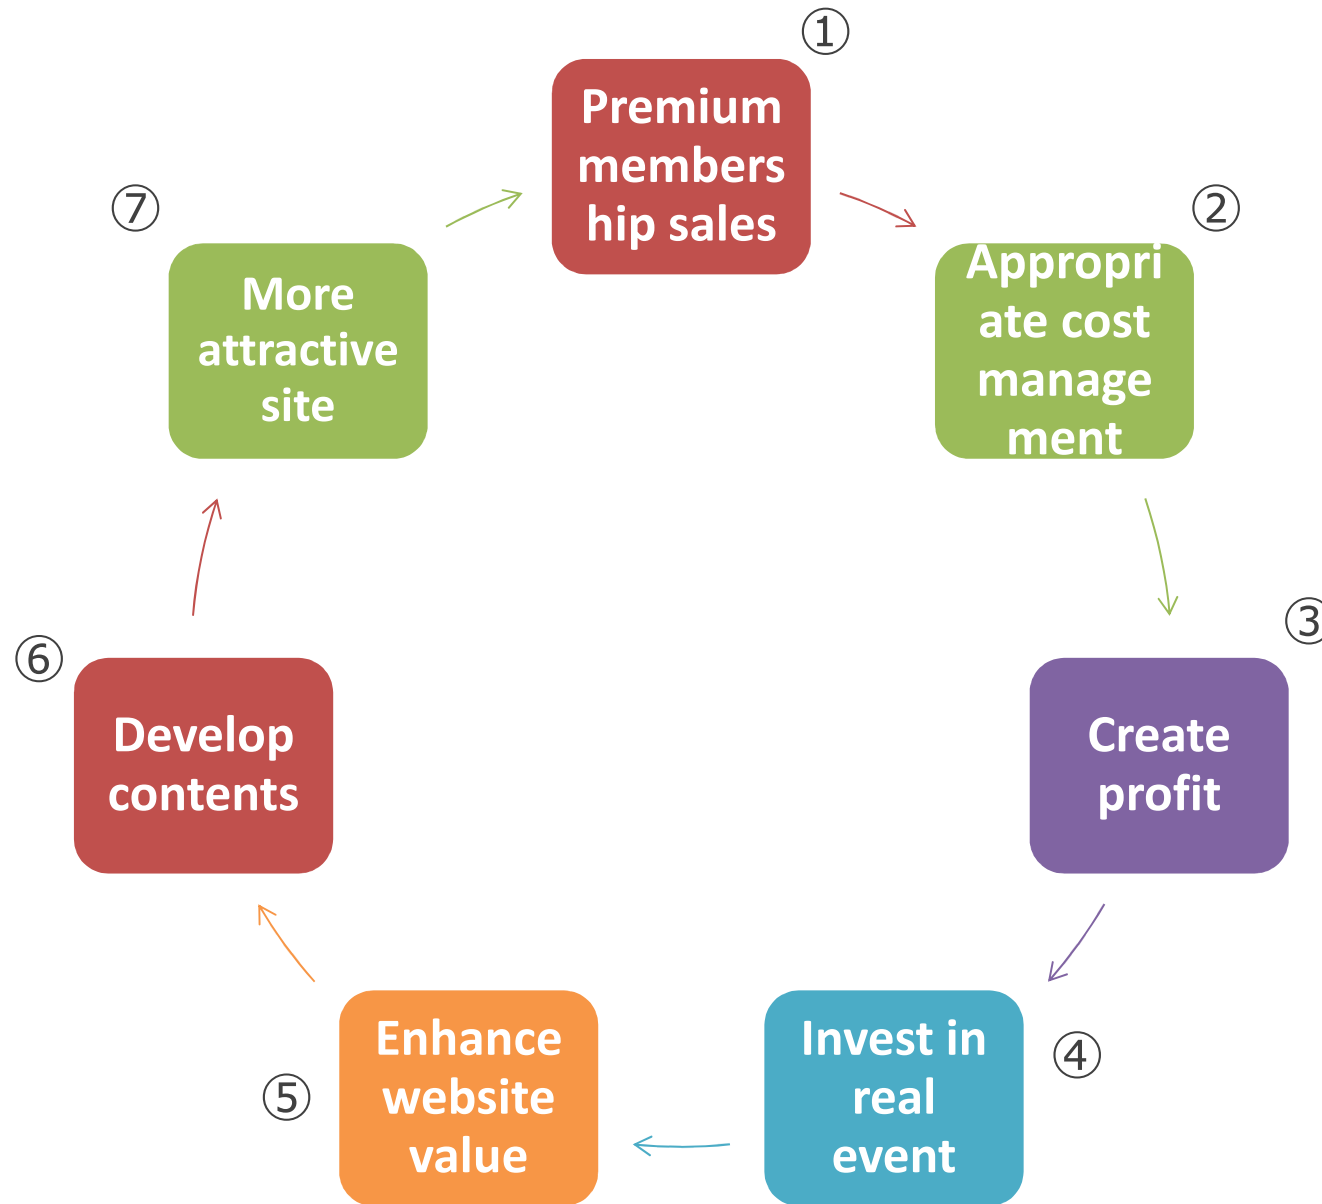 ①
Premium
members
hip sales
②
Appropri
ate cost
manage
ment
③
Create
profit
④
Invest in
real
event
⑤
Enhance
website
value
⑥
Develop
contents
⑦
More
attractive
site